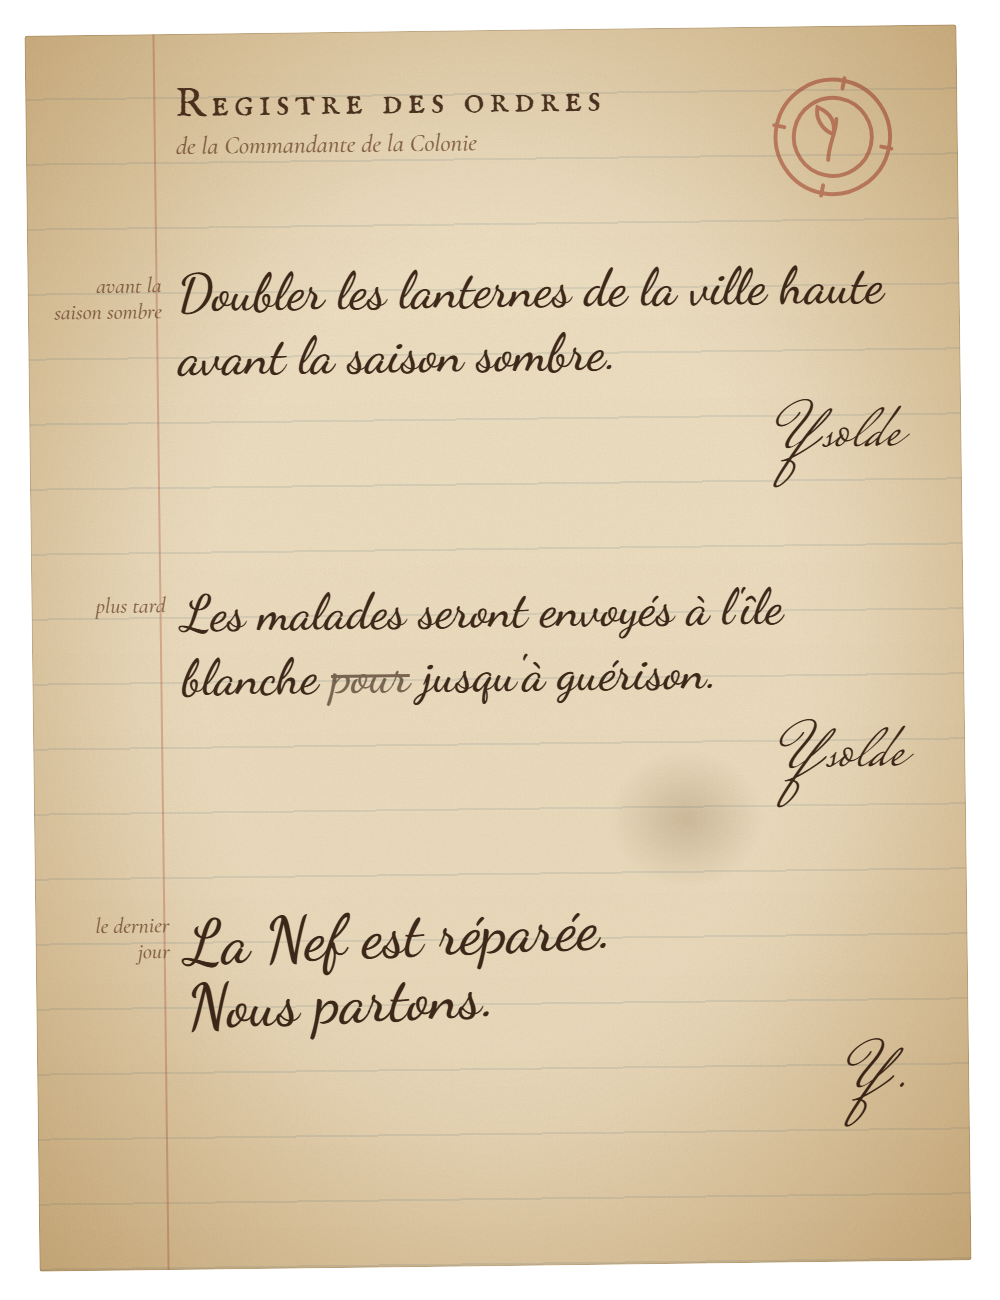 Registre des ordres
de la Commandante de la Colonie
avant la
saison sombre
Doubler les lanternes de la ville haute
avant la saison sombre.
Ysolde
plus tard
Les malades seront envoyés à l'île
blanche pour jusqu'à guérison.
Ysolde
le dernier
jour
La Nef est réparée.
Nous partons.
Y.